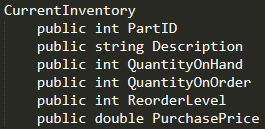 CurrentInventory
public int PartID
public string Description
public int QuantityOnHand
public int QuantityOnOrder
public int ReorderLevel
public double PurchasePrice